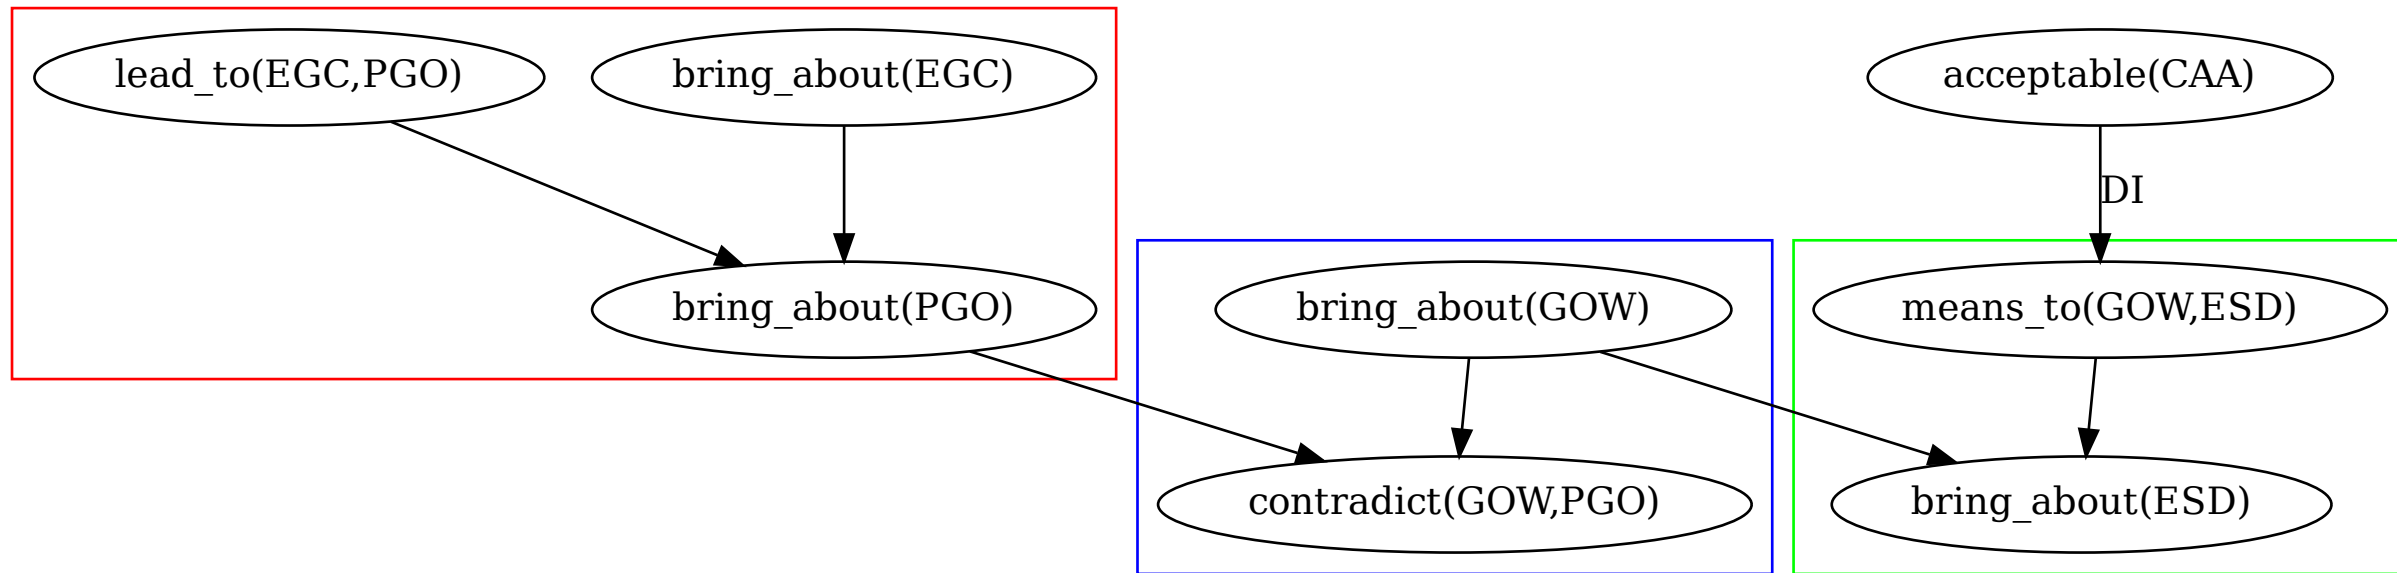 lead_to(EGC,PGO)
bring_about(EGC)
acceptable(CAA)
DI
bring_about(PGO)
bring_about(GOW)
means_to(GOW,ESD)
contradict(GOW,PGO)
bring_about(ESD)